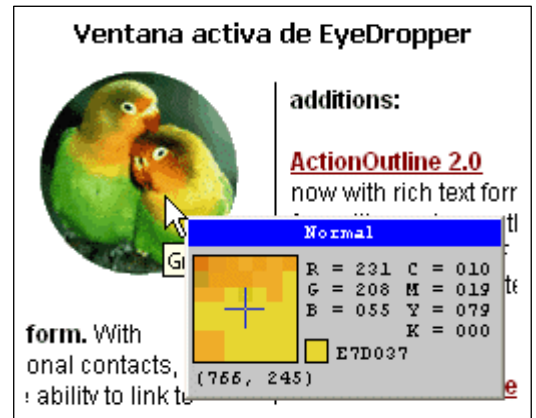 Ventana activa de EyeDropper
additions:
ActionOutline 2.0
now with rich text forr
Normal
R = 231 C = 010
G = 208 M = 019
B = 055 Y = 079
K = 000
E7D037
(766, 245)
form. With
onal contacts,
ability to link to